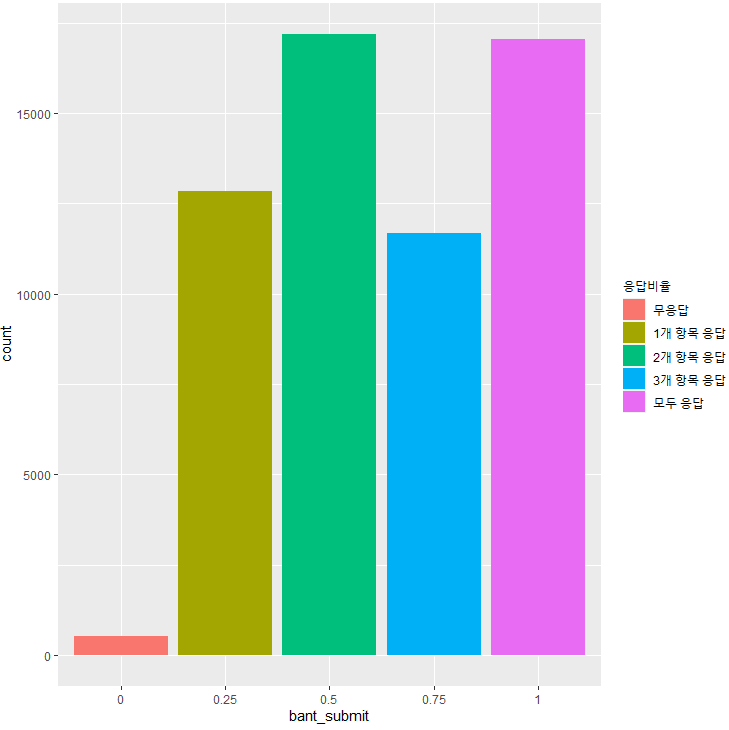 15000
10000
5000
0
count
0
0.25
0.5
0.75
1
bant_submit
응답비율
무응답
1개 항목 응답
2개 항목 응답
3개 항목 응답
모두 응답